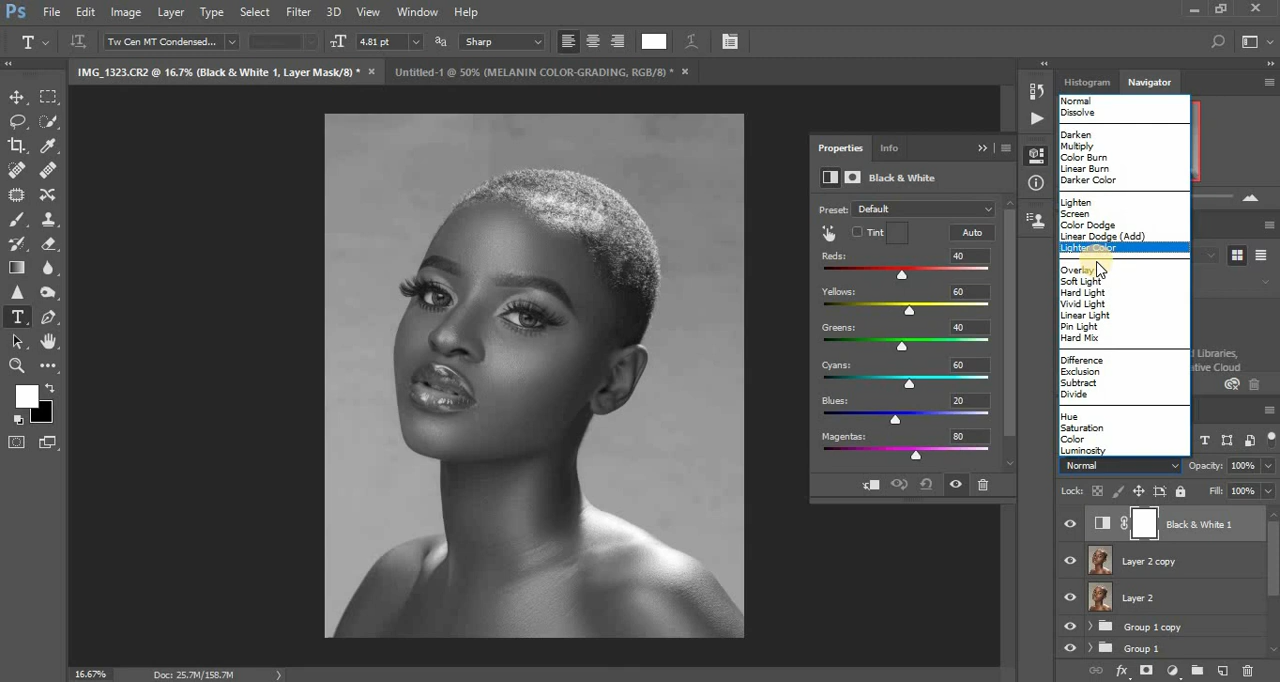 Ps File Edit Image Layer Type Select Filter 3D View Window Help
T Tw Cen MT Condensed... 4.81 pt aa Sharp
IMG_1323.CR2 @ 16.7% (Black & White 1, Layer Mask/8) * × Untitled-1 @ 50% (MELANIN COLOR-GRADING, RGB/8) * ×
Histogram Navigator
Normal
Dissolve
Darken
Multiply
Color Burn
Linear Burn
Darker Color
Lighten
Screen
Color Dodge
Linear Dodge (Add)
Lighter Color
Overlay
Soft Light
Hard Light
Vivid Light
Linear Light
Pin Light
Hard Mix
Difference
Exclusion
Subtract
Divide
Hue
Saturation
Color
Luminosity
Properties Info
Black & White
Preset: Default
Tint Auto
Reds: 40
Yellows: 60
Greens: 40
Cyans: 60
Blues: 20
Magentas: 80
d Libraries,
ative Cloud
Normal Opacity: 100%
Lock: Fill: 100%
Black & White 1
Layer 2 copy
Layer 2
Group 1 copy
Group 1
fx
16.67% Doc: 25.7M/158.7M